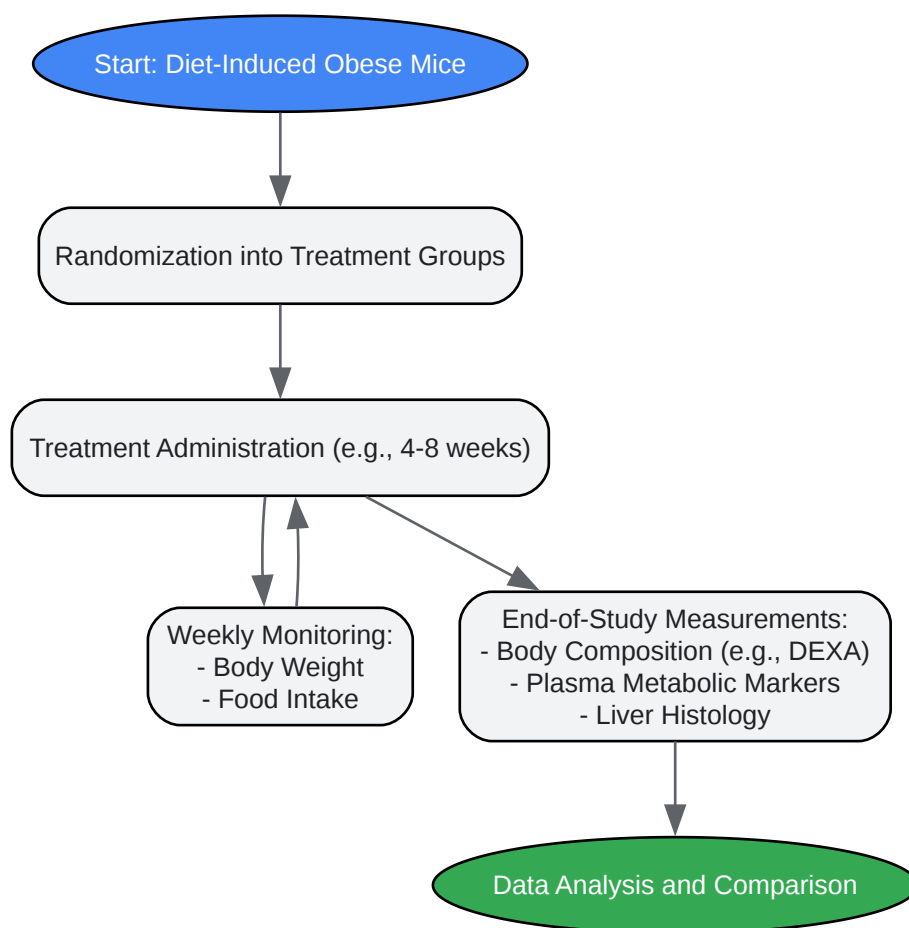 Start: Diet-Induced Obese Mice
Randomization into Treatment Groups
Treatment Administration (e.g., 4-8 weeks)
Weekly Monitoring:
- Body Weight
- Food Intake
End-of-Study Measurements:
- Body Composition (e.g., DEXA)
- Plasma Metabolic Markers
- Liver Histology
Data Analysis and Comparison